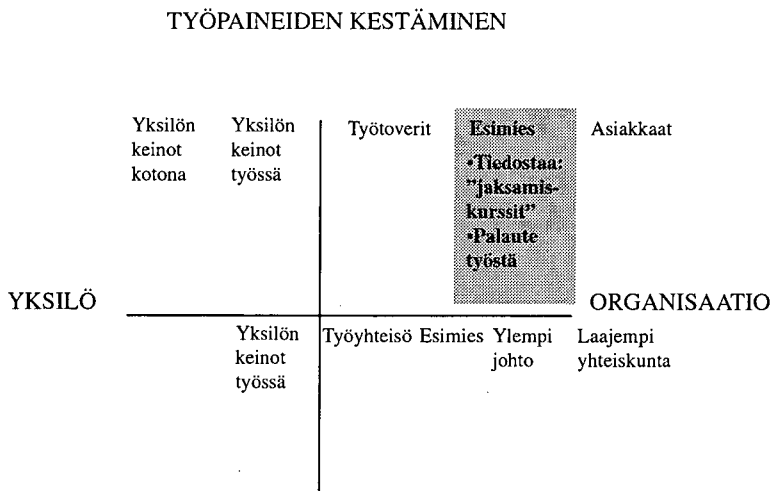 TYÖPAINEIDEN KESTÄMINEN
Yksilön
keinot
kotona
Yksilön
keinot
työssä
Työtoverit
Esimies
•Tiedostaa:
"jaksamis-
kurssit"
•Palaute
työstä
Asiakkaat
YKSILÖ
ORGANISAATIO
Yksilön
keinot
työssä
Työyhteisö
Esimies
Ylempi
johto
Laajempi
yhteiskunta